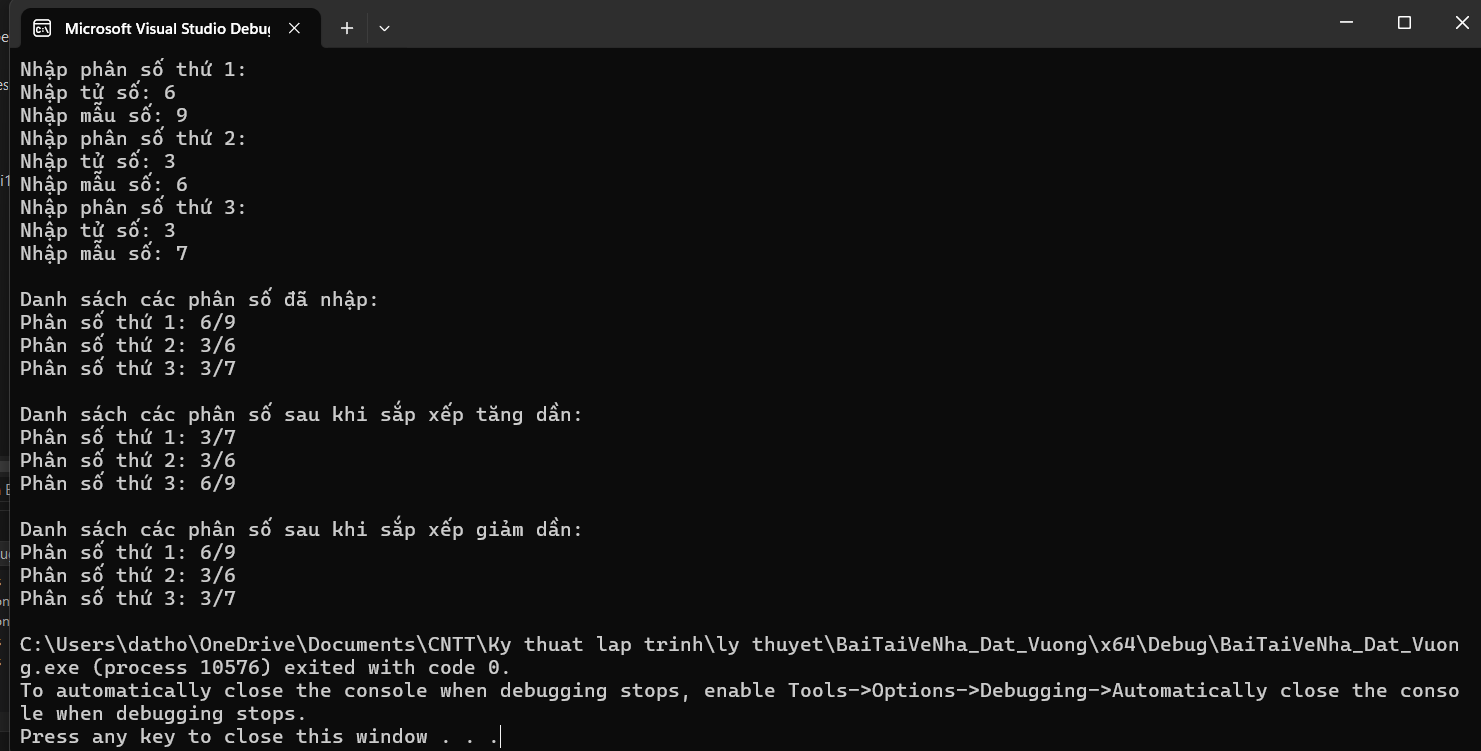 Microsoft Visual Studio Debug
Nhập phân số thứ 1:
Nhập tử số: 6
Nhập mẫu số: 9
Nhập phân số thứ 2:
Nhập tử số: 3
Nhập mẫu số: 6
Nhập phân số thứ 3:
Nhập tử số: 3
Nhập mẫu số: 7
Danh sách các phân số đã nhập:
Phân số thứ 1: 6/9
Phân số thứ 2: 3/6
Phân số thứ 3: 3/7
Danh sách các phân số sau khi sắp xếp tăng dần:
Phân số thứ 1: 3/7
Phân số thứ 2: 3/6
Phân số thứ 3: 6/9
Danh sách các phân số sau khi sắp xếp giảm dần:
Phân số thứ 1: 6/9
Phân số thứ 2: 3/6
Phân số thứ 3: 3/7
C:\Users\datho\OneDrive\Documents\CNTT\Ky thuat lap trinh\ly thuyet\BaiTaiVeNha_Dat_Vuong\x64\Debug\BaiTaiVeNha_Dat_Vuon
g.exe (process 10576) exited with code 0.
To automatically close the console when debugging stops, enable Tools->Options->Debugging->Automatically close the conso
le when debugging stops.
Press any key to close this window . . .